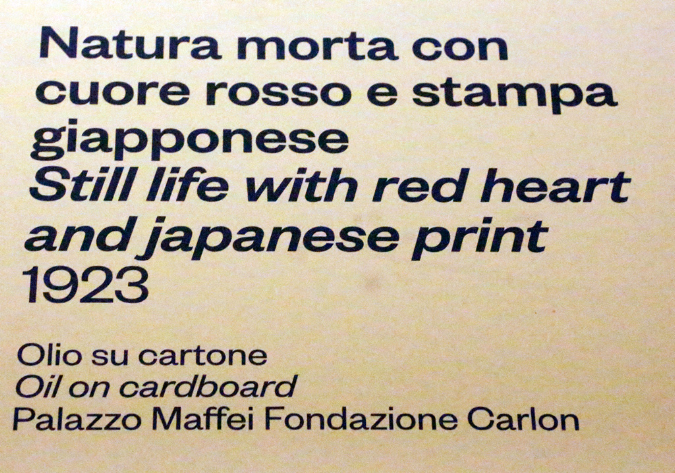 Natura morta con
cuore rosso e stampa
giapponese
Still life with red heart
and japanese print
1923
Olio su cartone
Oil on cardboard
Palazzo Maffei Fondazione Carlon